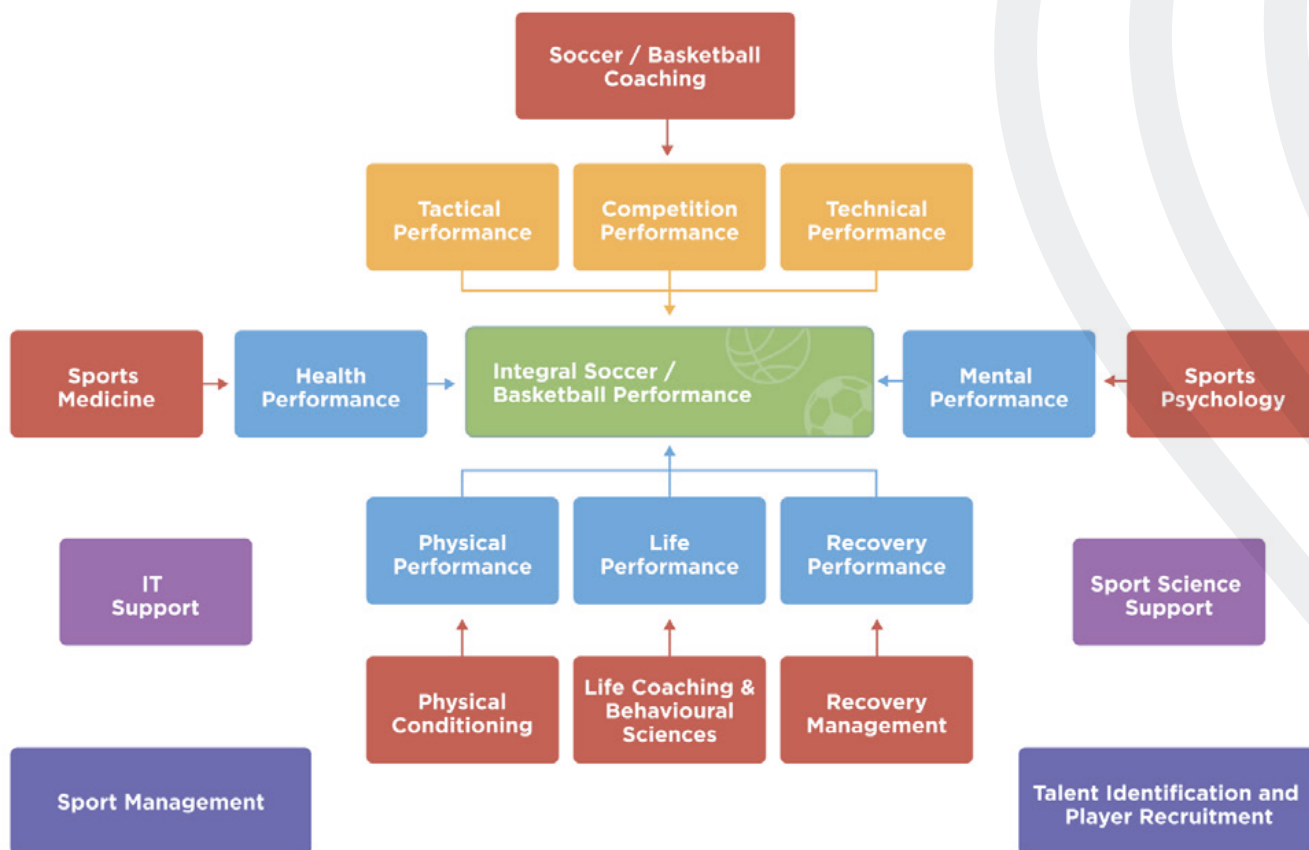 Soccer / Basketball
Coaching
Tactical
Performance
Competition
Performance
Technical
Performance
Sports
Medicine
Health
Performance
Integral Soccer /
Basketball Performance
Mental
Performance
Sports
Psychology
Physical
Performance
Life
Performance
Recovery
Performance
IT
Support
Sport Science
Support
Physical
Conditioning
Life Coaching &
Behavioural
Sciences
Recovery
Management
Sport Management
Talent Identification and
Player Recruitment